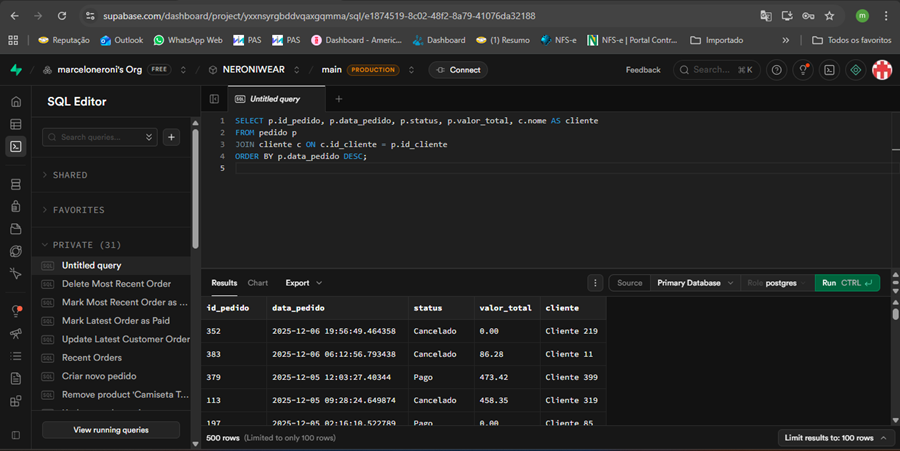 supabase.com/dashboard/project/yxxnsyrgbddvqaxgqmma/sql/e1874519-8c02-48f2-8a79-41076da32188
m
Reputação Outlook WhatsApp Web PAS PAS Dashboard - Americ... Dashboard (1) Resumo NFS-e NFS-e | Portal Contr... Importado » Todos os favoritos
marceloneroni's Org FREE NERONIWEAR main PRODUCTION Connect Feedback Search... ⌘K
SQL Editor
Untitled query
Search queries...
SHARED
FAVORITES
PRIVATE (31)
SQL Untitled query
SQL Delete Most Recent Order
SQL Mark Most Recent Order as ...
SQL Mark Latest Order as Paid
SQL Update Latest Customer Order
SQL Recent Orders
SQL Criar novo pedido
SQL Remove product 'Camiseta T...
View running queries
1 SELECT p.id_pedido, p.data_pedido, p.status, p.valor_total, c.nome AS cliente
2 FROM pedido p
3 JOIN cliente c ON c.id_cliente = p.id_cliente
4 ORDER BY p.data_pedido DESC;
5
Results Chart Export Source Primary Database Role postgres Run CTRL
id_pedido data_pedido status valor_total cliente
352 2025-12-06 19:56:49.464358 Cancelado 0.00 Cliente 219
383 2025-12-06 06:12:56.793438 Cancelado 86.28 Cliente 11
379 2025-12-05 12:03:27.40344 Pago 473.42 Cliente 399
113 2025-12-05 09:28:24.649874 Cancelado 458.35 Cliente 319
197 2025-12-05 02:16:10.522789 Pago 0.00 Cliente 85
500 rows (Limited to only 100 rows) Limit results to: 100 rows